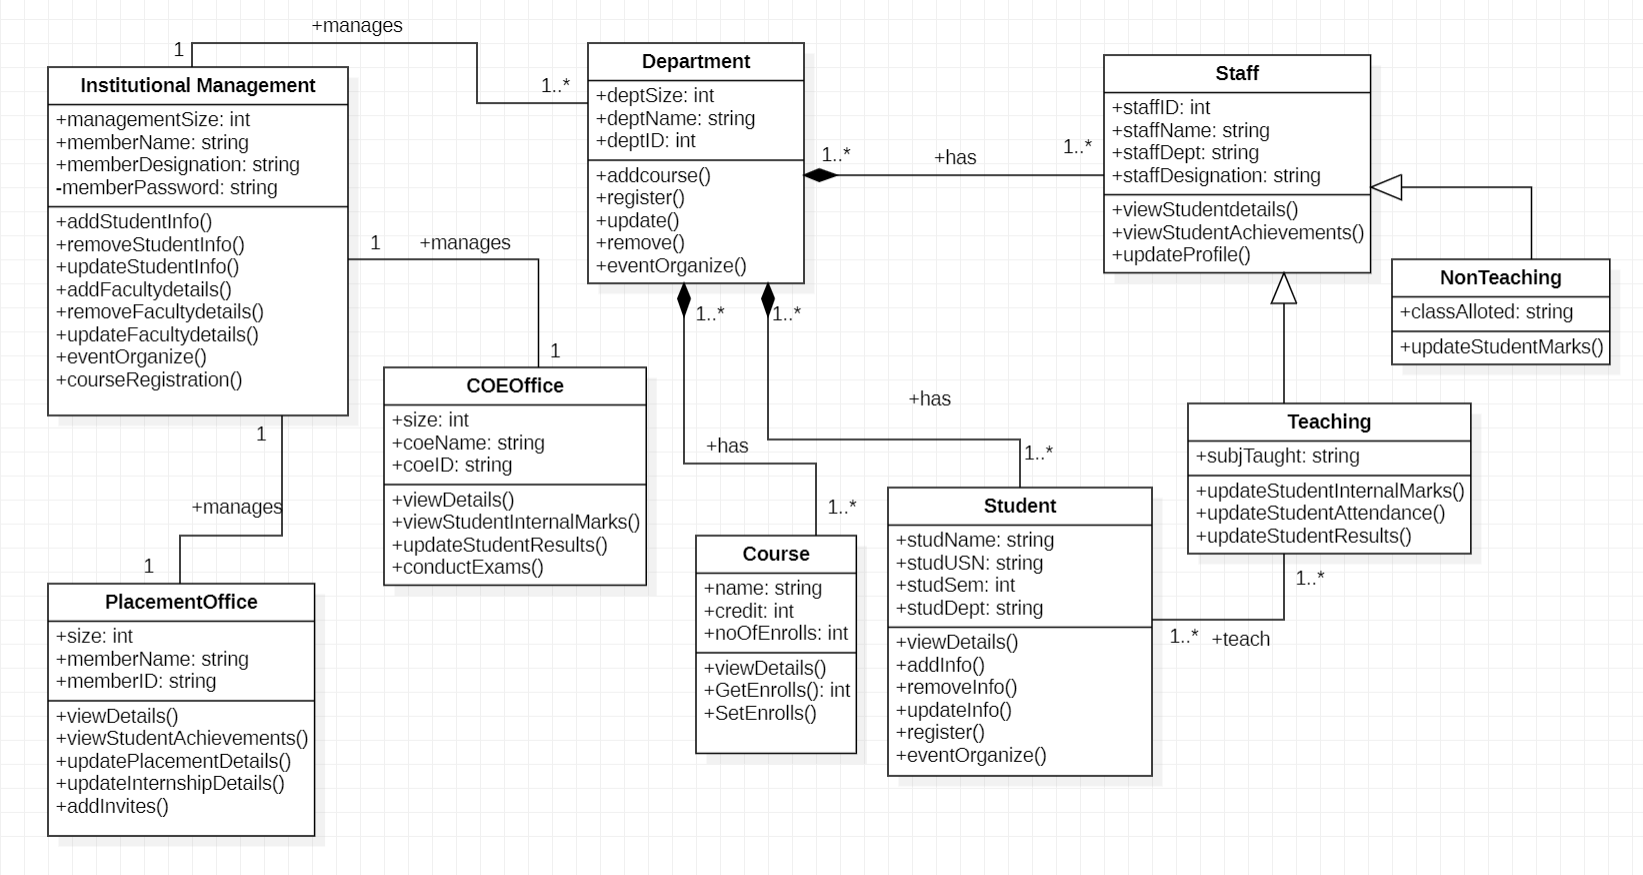 +manages
1
1..*
Institutional Management
+managementSize: int
+memberName: string
+memberDesignation: string
-memberPassword: string
+addStudentInfo()
+removeStudentInfo()
+updateStudentInfo()
+addFacultydetails()
+removeFacultydetails()
+updateFacultydetails()
+eventOrganize()
+courseRegistration()
Department
+deptSize: int
+deptName: string
+deptID: int
+addcourse()
+register()
+update()
+remove()
+eventOrganize()
1..*
+has
1..*
Staff
+staffID: int
+staffName: string
+staffDept: string
+staffDesignation: string
+viewStudentdetails()
+viewStudentAchievements()
+updateProfile()
NonTeaching
+classAlloted: string
+updateStudentMarks()
1
+manages
1
COEOffice
+size: int
+coeName: string
+coeID: string
+viewDetails()
+viewStudentInternalMarks()
+updateStudentResults()
+conductExams()
1
+manages
1
PlacementOffice
+size: int
+memberName: string
+memberID: string
+viewDetails()
+viewStudentAchievements()
+updatePlacementDetails()
+updateInternshipDetails()
+addInvites()
1..*
+has
1..*
Course
+name: string
+credit: int
+noOfEnrolls: int
+viewDetails()
+GetEnrolls(): int
+SetEnrolls()
1..*
+has
1..*
Student
+studName: string
+studUSN: string
+studSem: int
+studDept: string
+viewDetails()
+addInfo()
+removeInfo()
+updateInfo()
+register()
+eventOrganize()
Teaching
+subjTaught: string
+updateStudentInternalMarks()
+updateStudentAttendance()
+updateStudentResults()
1..*
1..*
+teach